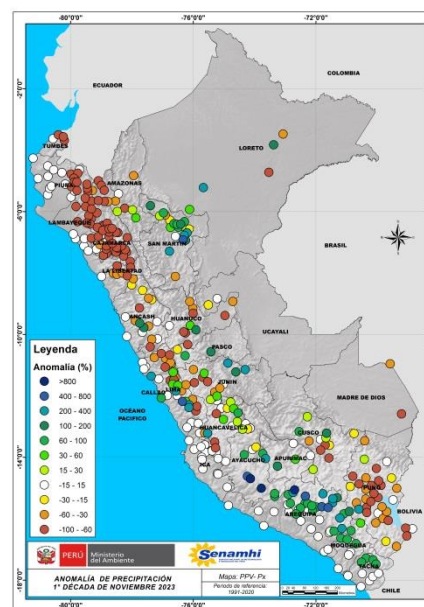 -80°0'0"
-76°0'0"
-72°0'0"
COLOMBIA
ECUADOR
-2°0'0"
LORETO
TUMBES
PIURA
AMAZONAS
-6°0'0"
LAMBAYEQUE
CAJAMARCA
SAN MARTIN
BRASIL
LA LIBERTAD
ANCASH
HUANUCO
-10°0'0"
UCAYALI
PASCO
Leyenda
Anomalía (%)
>800
400 - 800
200 - 400
100 - 200
60 - 100
30 - 60
15 - 30
-15 - 15
-30 - -15
-60 - -30
-100 - -60
JUNIN
LIMA
CALLAO
MADRE DE DIOS
OCÉANO
PACIFICO
HUANCAVELICA
CUSCO
-14°0'0"
ICA
AYACUCHO
APURIMAC
PUNO
AREQUIPA
BOLIVIA
MOQUEGUA
TACNA
CHILE
-18°0'0"
PERÚ
Ministerio
del Ambiente
Senamhi
ANOMALÍA DE PRECIPITACIÓN
1° DÉCADA DE NOVIEMBRE 2023
Mapa: PPV- Px
Periodo de referencia:
1991-2020